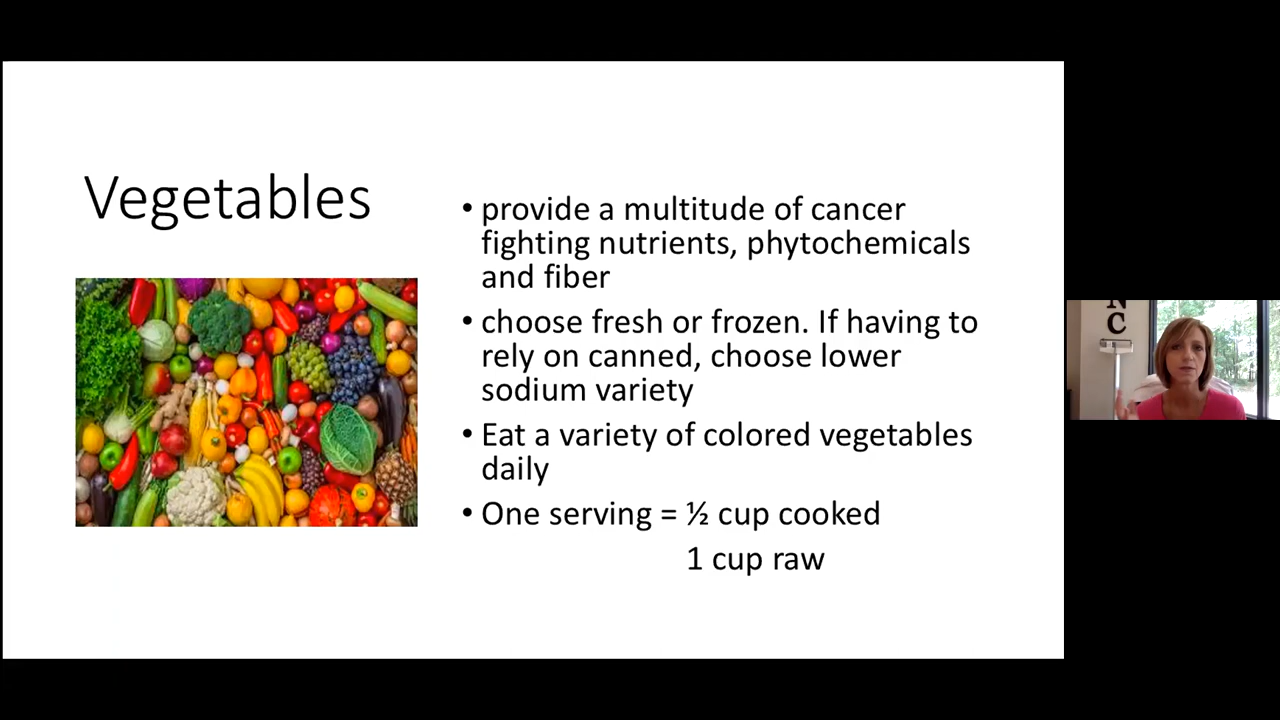 Vegetables
• provide a multitude of cancer
fighting nutrients, phytochemicals
and fiber
• choose fresh or frozen. If having to
rely on canned, choose lower
sodium variety
• Eat a variety of colored vegetables
daily
• One serving = ½ cup cooked
1 cup raw
N
C